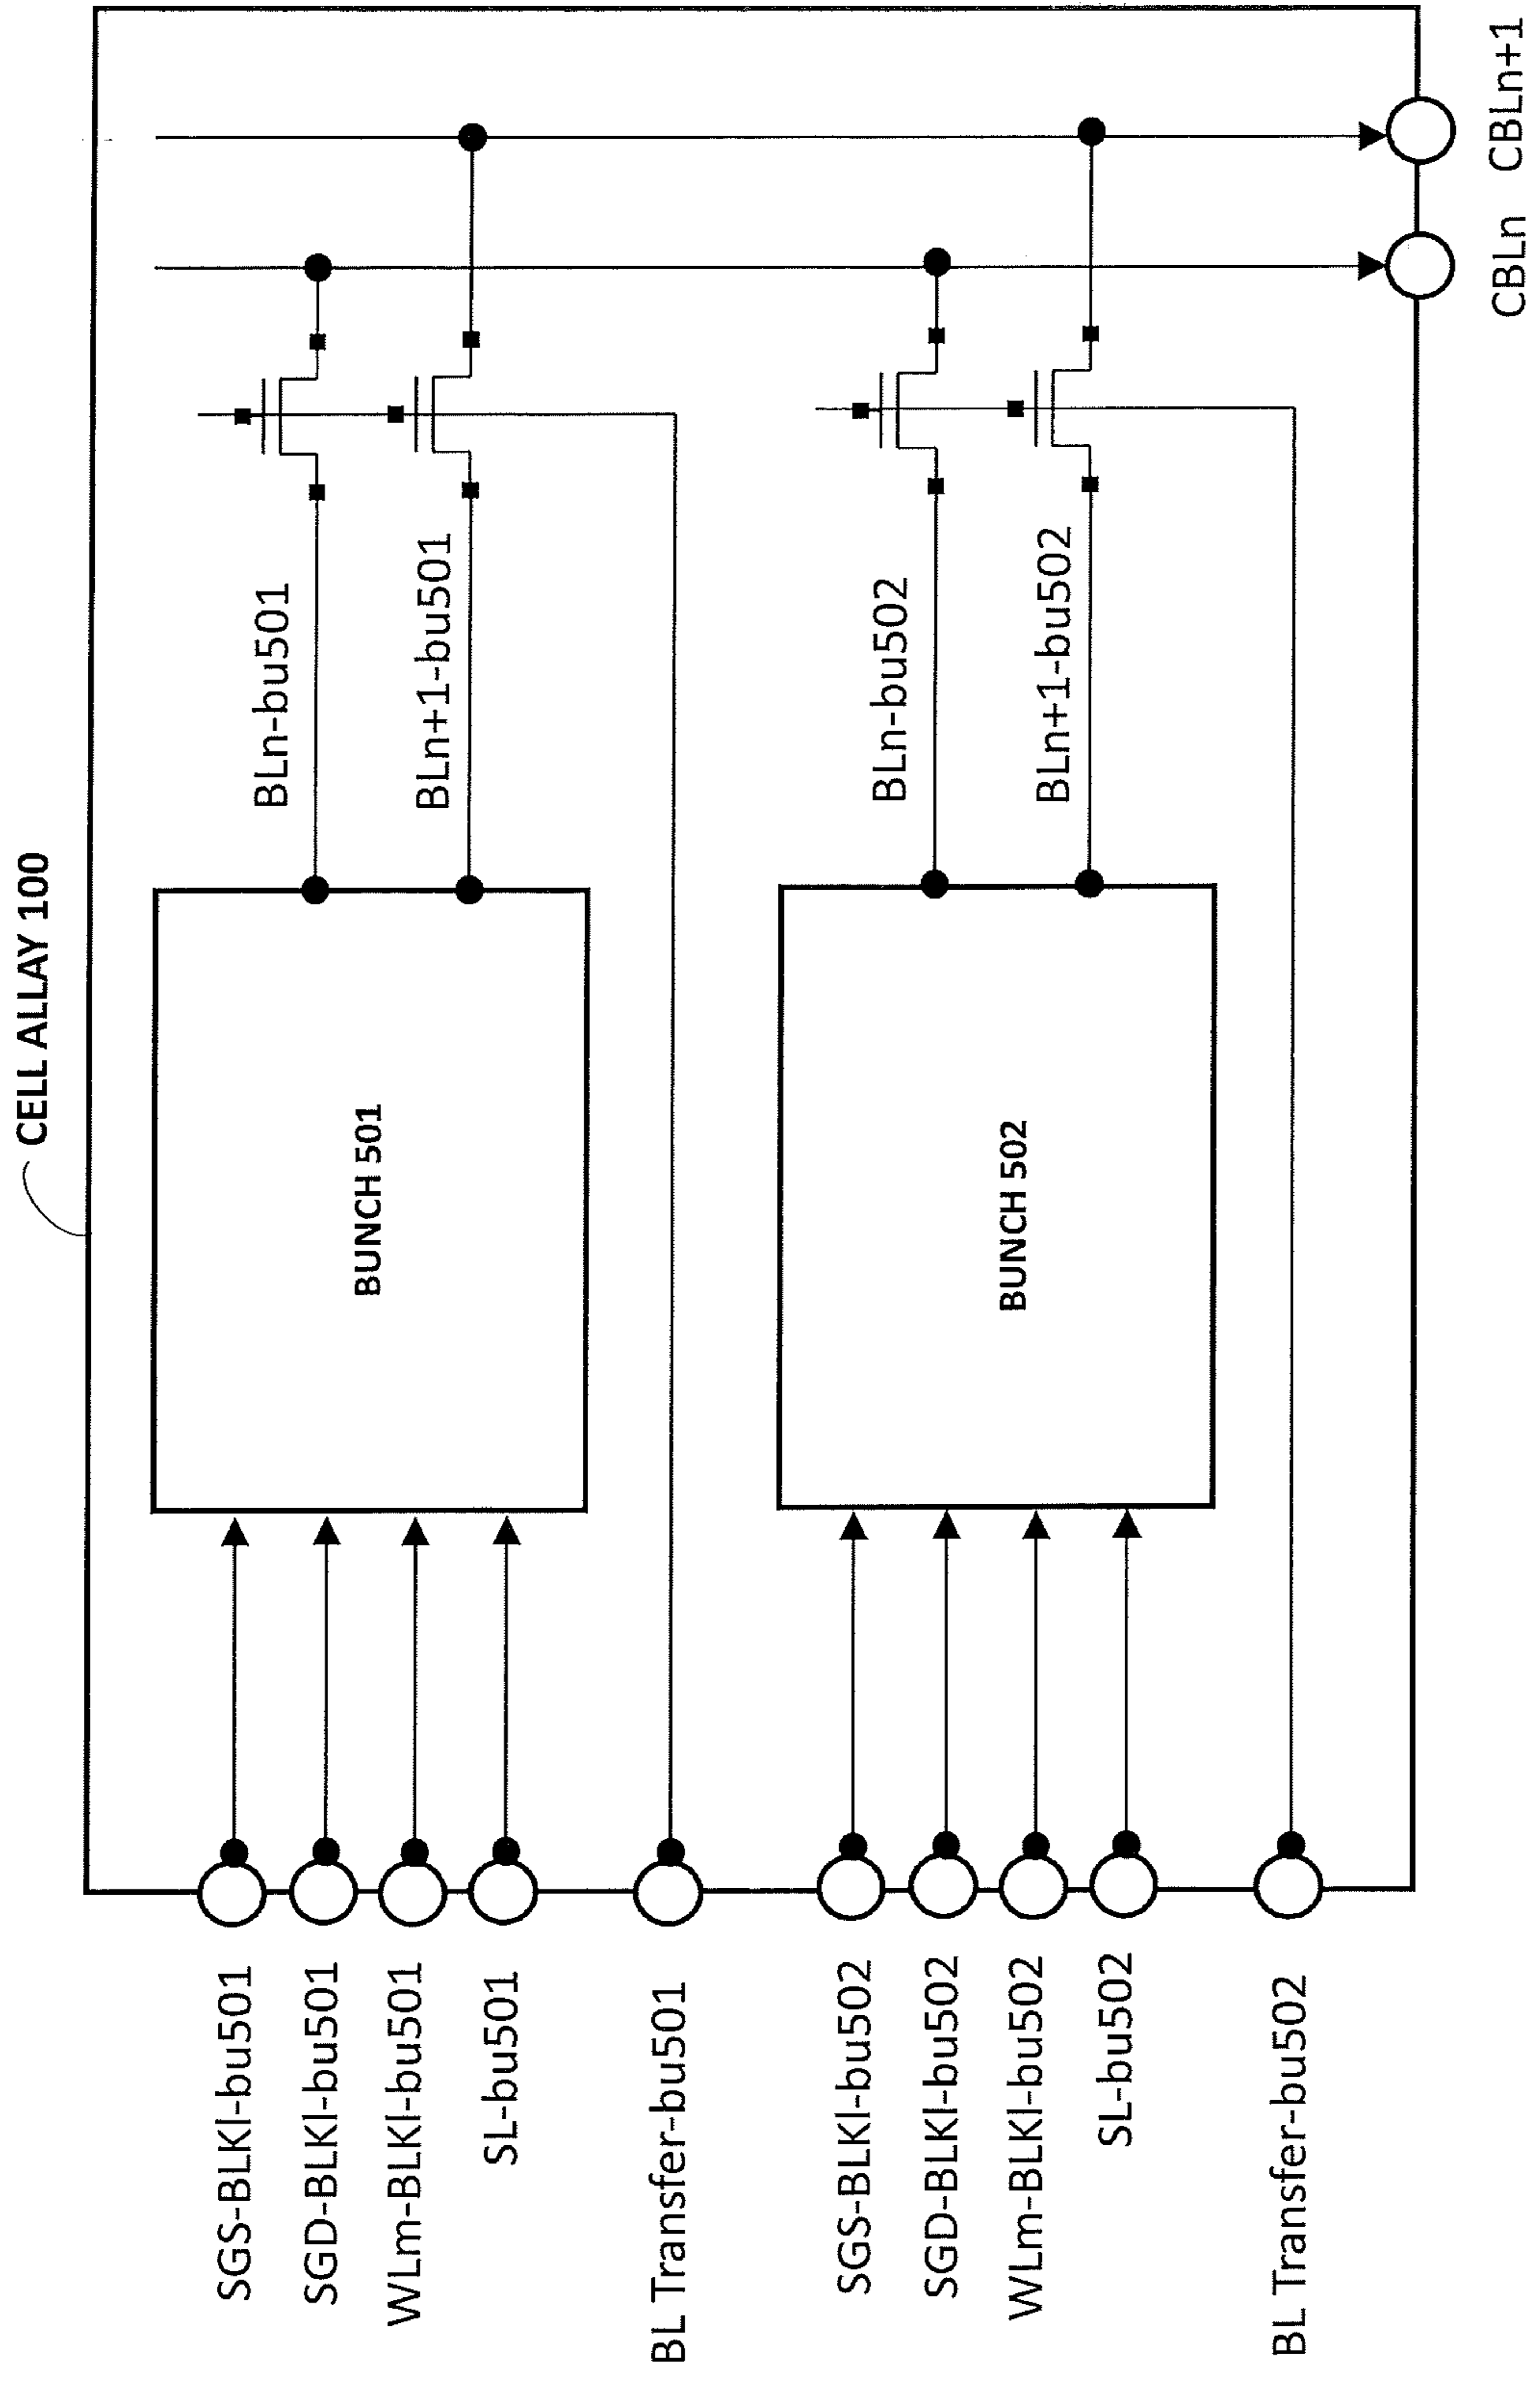 CELL ALLAY 100
SGS-BLKI-bu501
SGD-BLKI-bu501
WLm-BLKI-bu501
SL-bu501
BL Transfer-bu501
BUNCH 501
BLn-bu501
BLn+1-bu501
SGS-BLKI-bu502
SGD-BLKI-bu502
WLm-BLKI-bu502
SL-bu502
BL Transfer-bu502
BUNCH 502
BLn-bu502
BLn+1-bu502
CBLn
CBLn+1